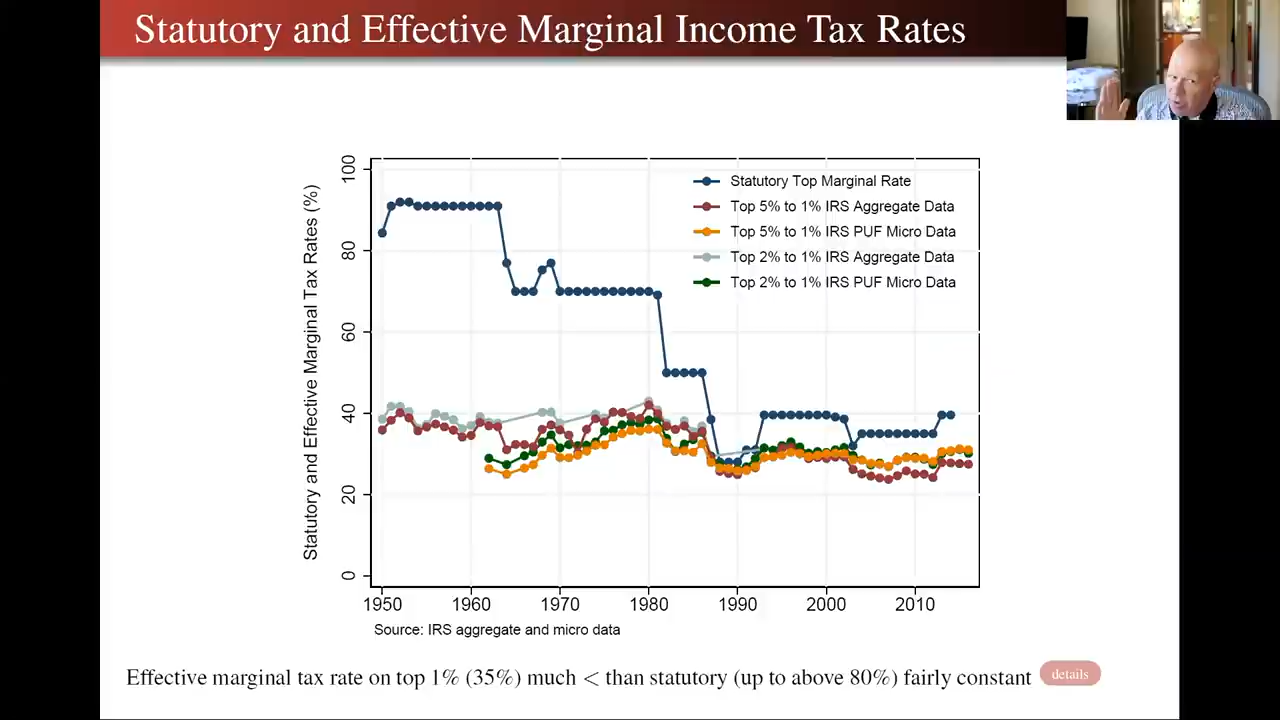 Statutory and Effective Marginal Income Tax Rates
Statutory and Effective Marginal Tax Rates (%)
100
80
60
40
20
0
Statutory Top Marginal Rate
Top 5% to 1% IRS Aggregate Data
Top 5% to 1% IRS PUF Micro Data
Top 2% to 1% IRS Aggregate Data
Top 2% to 1% IRS PUF Micro Data
1950 1960 1970 1980 1990 2000 2010
Source: IRS aggregate and micro data
Effective marginal tax rate on top 1% (35%) much < than statutory (up to above 80%) fairly constant details